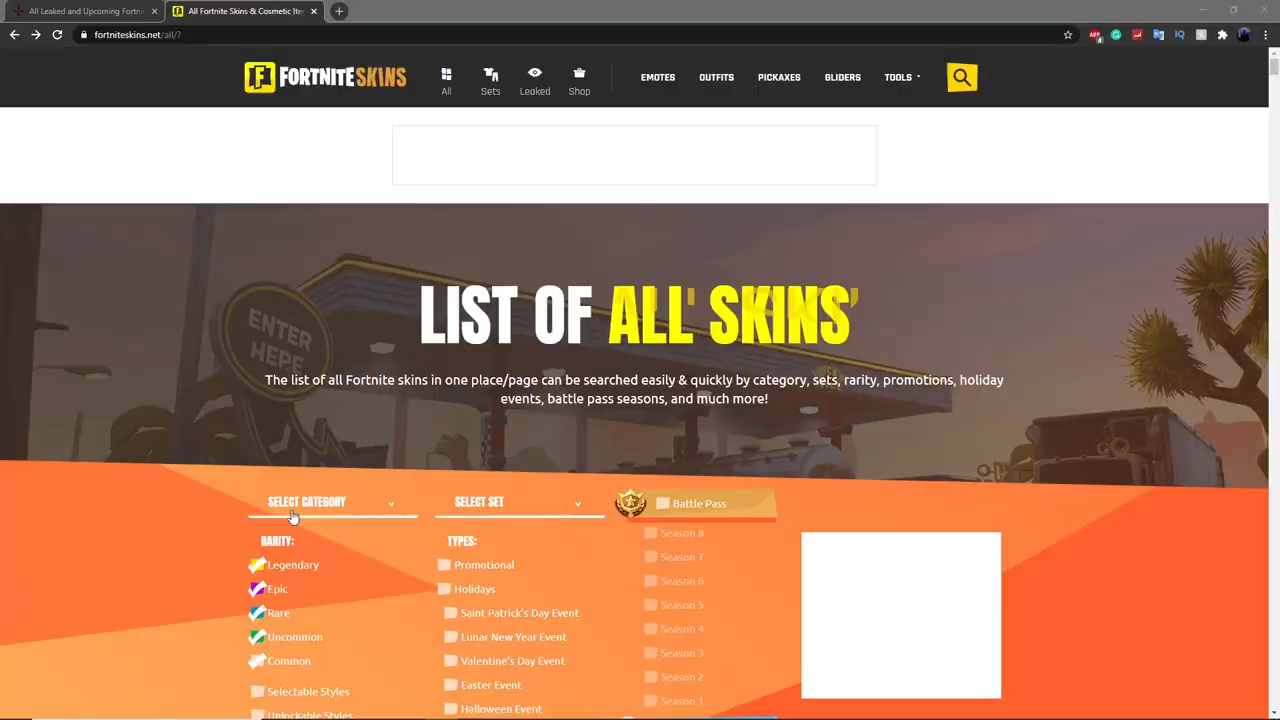 All Leaked and Upcoming Fortni
All Fortnite Skins & Cosmetic Ite
fortniteskins.net/all/?
FORTNITESKINS
All
Sets
Leaked
Shop
EMOTES
OUTFITS
PICKAXES
GLIDERS
TOOLS
ENTER
HERE
LIST OF ALL' SKINS'
The list of all Fortnite skins in one place/page can be searched easily & quickly by category, sets, rarity, promotions, holiday
events, battle pass seasons, and much more!
SELECT CATEGORY
RARITY:
Legendary
Epic
Rare
Uncommon
Common
Selectable Styles
Unlockable Styles
SELECT SET
TYPES:
Promotional
Holidays
Saint Patrick's Day Event
Lunar New Year Event
Valentine's Day Event
Easter Event
Halloween Event
Battle Pass
Season 8
Season 7
Season 6
Season 5
Season 4
Season 3
Season 2
Season 1